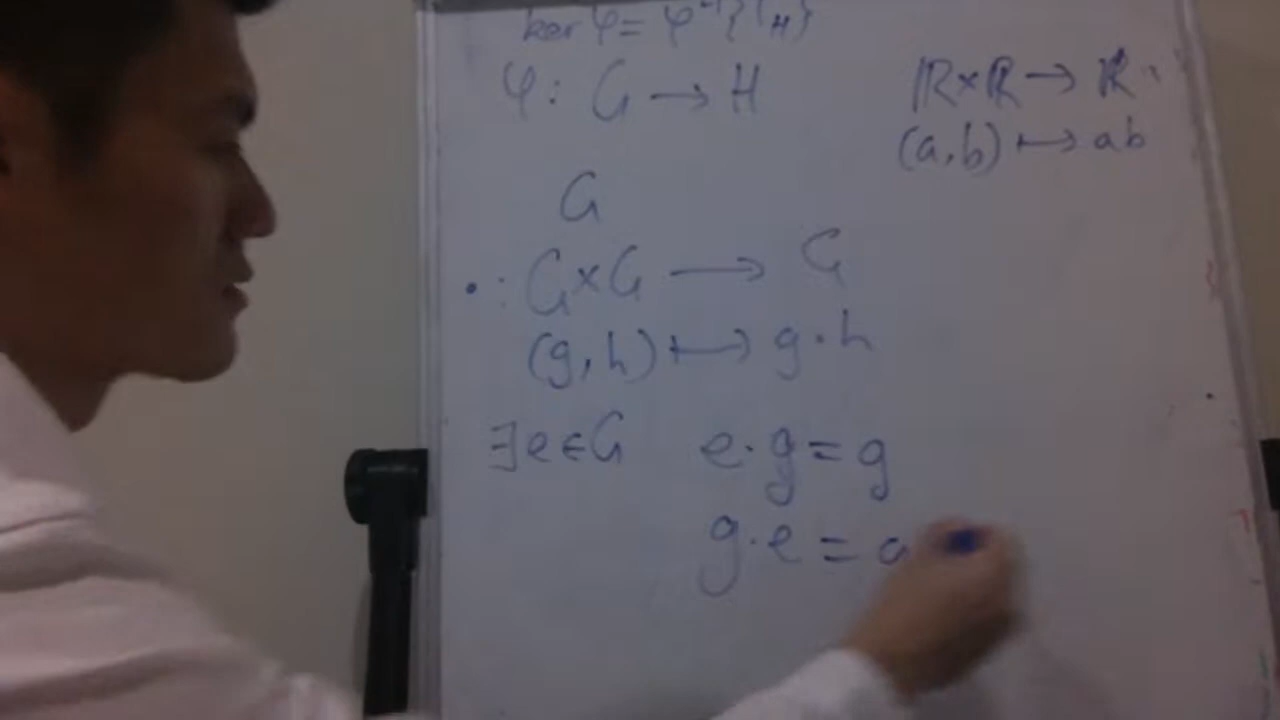 ker φ = φ⁻¹{1_H}
φ: G → H
ℝ×ℝ → ℝ
(a,b) ↦ ab
G
· : G×G → G
(g,h) ↦ g·h
∃e∈G e·g=g
g·e=